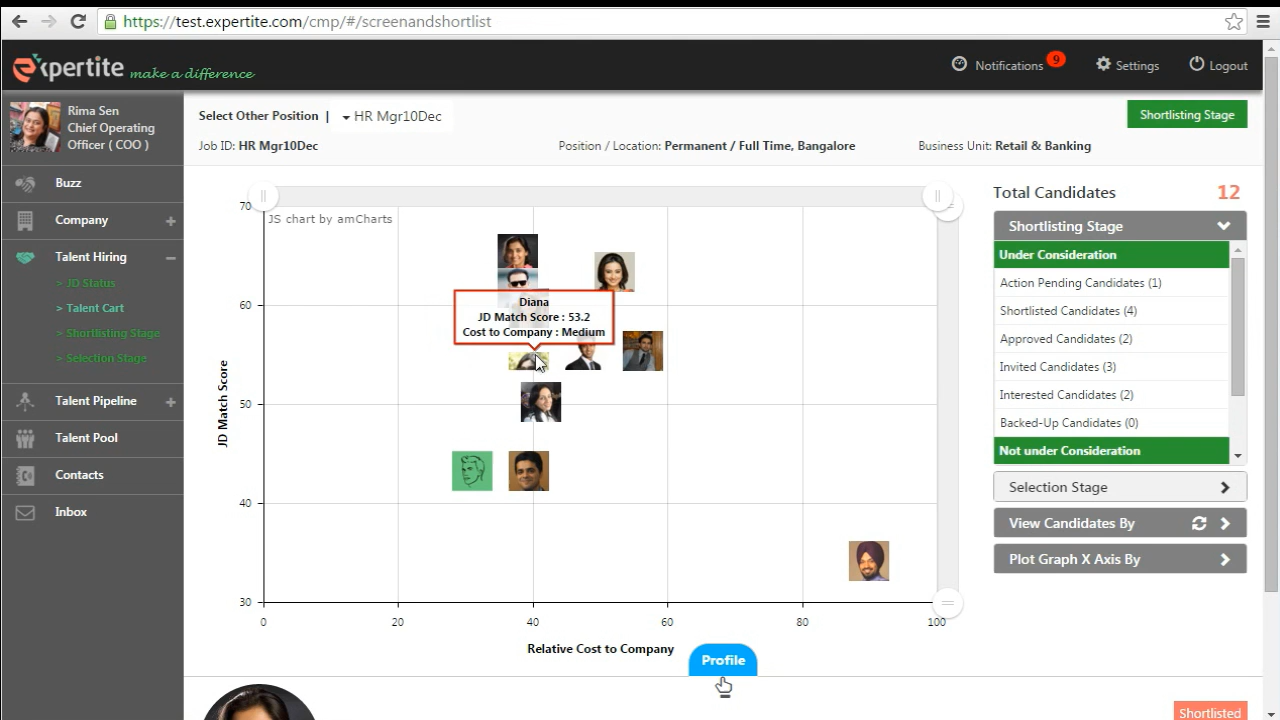 https://test.expertite.com/cmp/#/screenandshortlist
expertite make a difference
Notifications 9 Settings Logout
Rima Sen
Chief Operating
Officer ( COO )
Buzz
Company +
Talent Hiring −
> JD Status
> Talent Cart
> Shortlisting Stage
> Selection Stage
Talent Pipeline +
Talent Pool
Contacts
Inbox
Select Other Position | HR Mgr10Dec
Shortlisting Stage
Job ID: HR Mgr10Dec
Position / Location: Permanent / Full Time, Bangalore
Business Unit: Retail & Banking
JS chart by amCharts
70
60
50
40
30
JD Match Score
Diana
JD Match Score : 53.2
Cost to Company : Medium
0 20 40 60 80 100
Relative Cost to Company
Profile
Total Candidates 12
Shortlisting Stage
Under Consideration
Action Pending Candidates (1)
Shortlisted Candidates (4)
Approved Candidates (2)
Invited Candidates (3)
Interested Candidates (2)
Backed-Up Candidates (0)
Not under Consideration
Selection Stage
View Candidates By
Plot Graph X Axis By
Shortlisted